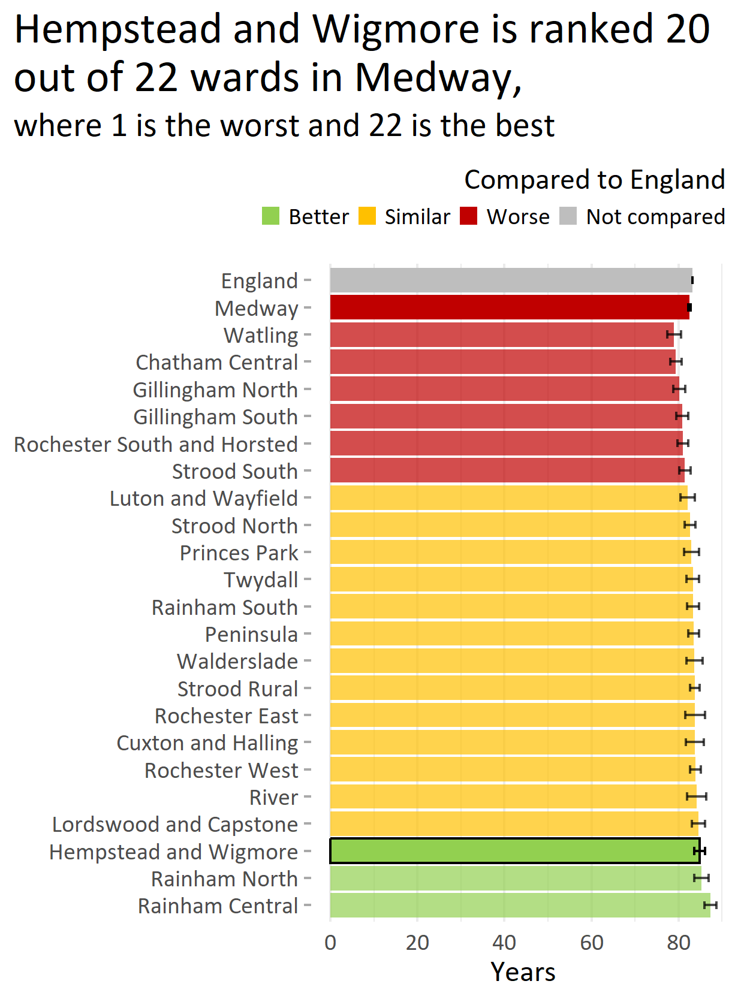 Hempstead and Wigmore is ranked 20
out of 22 wards in Medway,
where 1 is the worst and 22 is the best
Compared to England
Better Similar Worse Not compared
England
Medway
Watling
Chatham Central
Gillingham North
Gillingham South
Rochester South and Horsted
Strood South
Luton and Wayfield
Strood North
Princes Park
Twydall
Rainham South
Peninsula
Walderslade
Strood Rural
Rochester East
Cuxton and Halling
Rochester West
River
Lordswood and Capstone
Hempstead and Wigmore
Rainham North
Rainham Central
0 20 40 60 80
Years